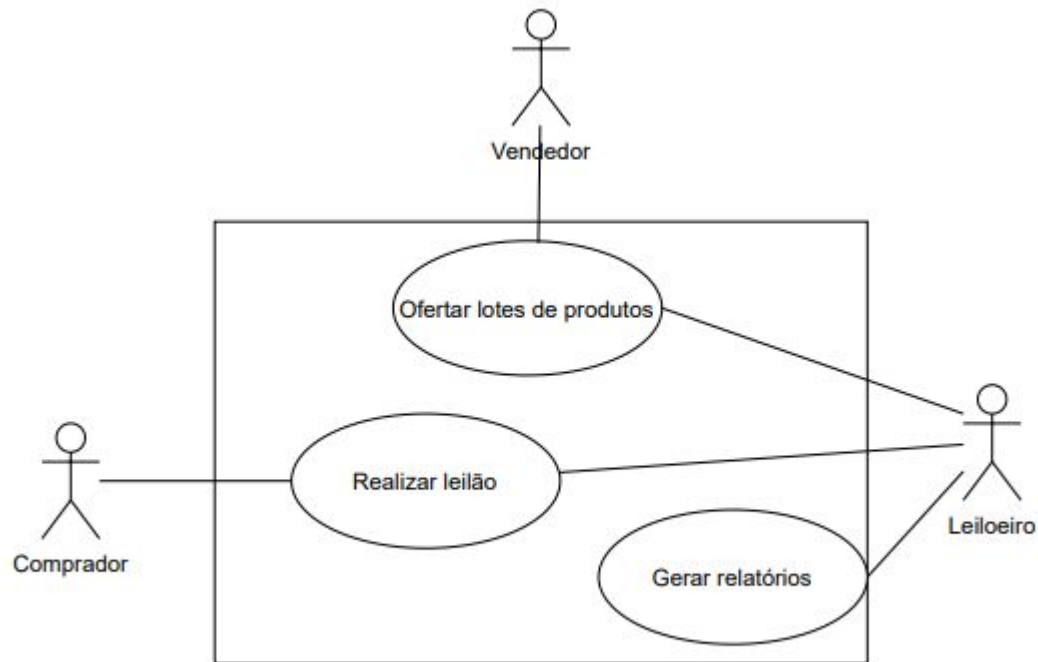 Vendedor
Ofertar lotes de produtos
Realizar leilão
Comprador
Leiloeiro
Gerar relatórios